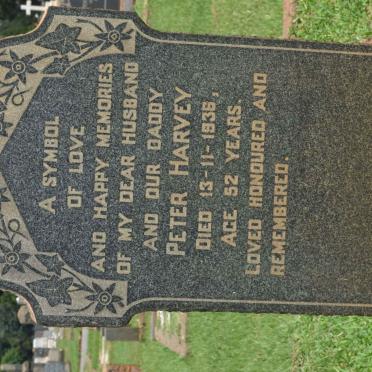 A SYMBOL
OF LOVE
AND HAPPY MEMORIES
OF MY DEAR HUSBAND
AND OUR DADDY
PETER HARVEY
DIED 13-11-1936,
AGE 52 YEARS.
LOVED HONOURED AND
REMEMBERED.